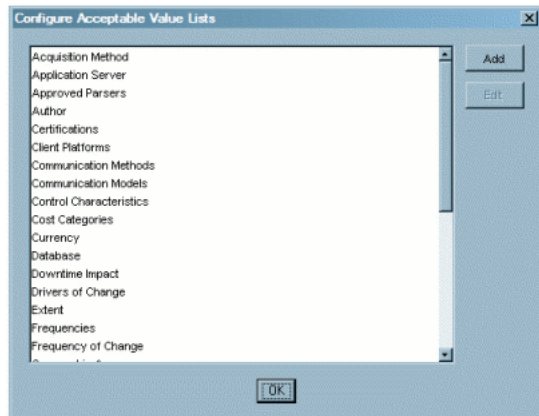 Configure Acceptable Value Lists
Acquisition Method
Add
Application Server
Approved Parsers
Edit
Author
Certifications
Client Platforms
Communication Methods
Communication Models
Control Characteristics
Cost Categories
Currency
Database
Downtime Impact
Drivers of Change
Extent
Frequencies
Frequency of Change
OK